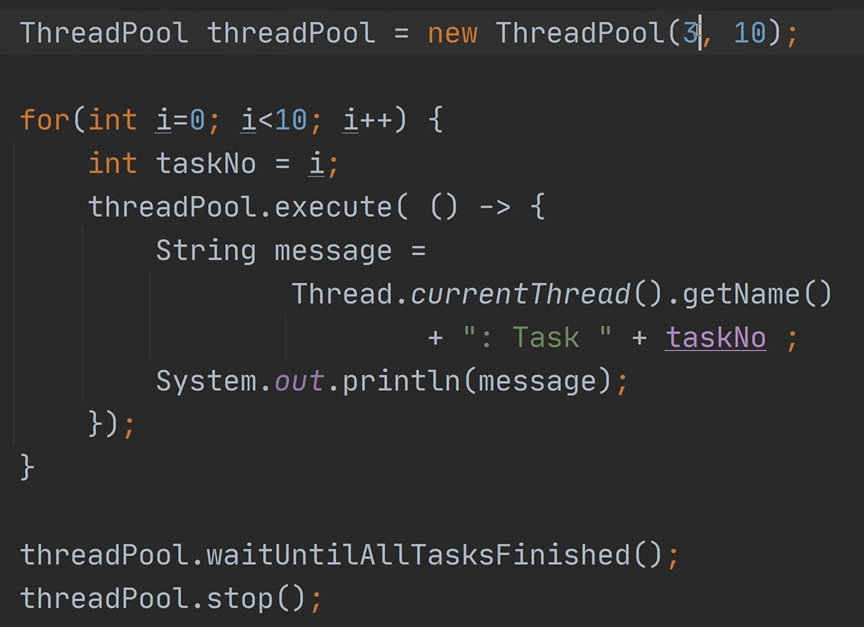 ThreadPool threadPool = new ThreadPool(3, 10);
for(int i=0; i<10; i++) {
int taskNo = i;
threadPool.execute( () -> {
String message =
Thread.currentThread().getName()
+ ": Task " + taskNo ;
System.out.println(message);
});
}
threadPool.waitUntilAllTasksFinished();
threadPool.stop();